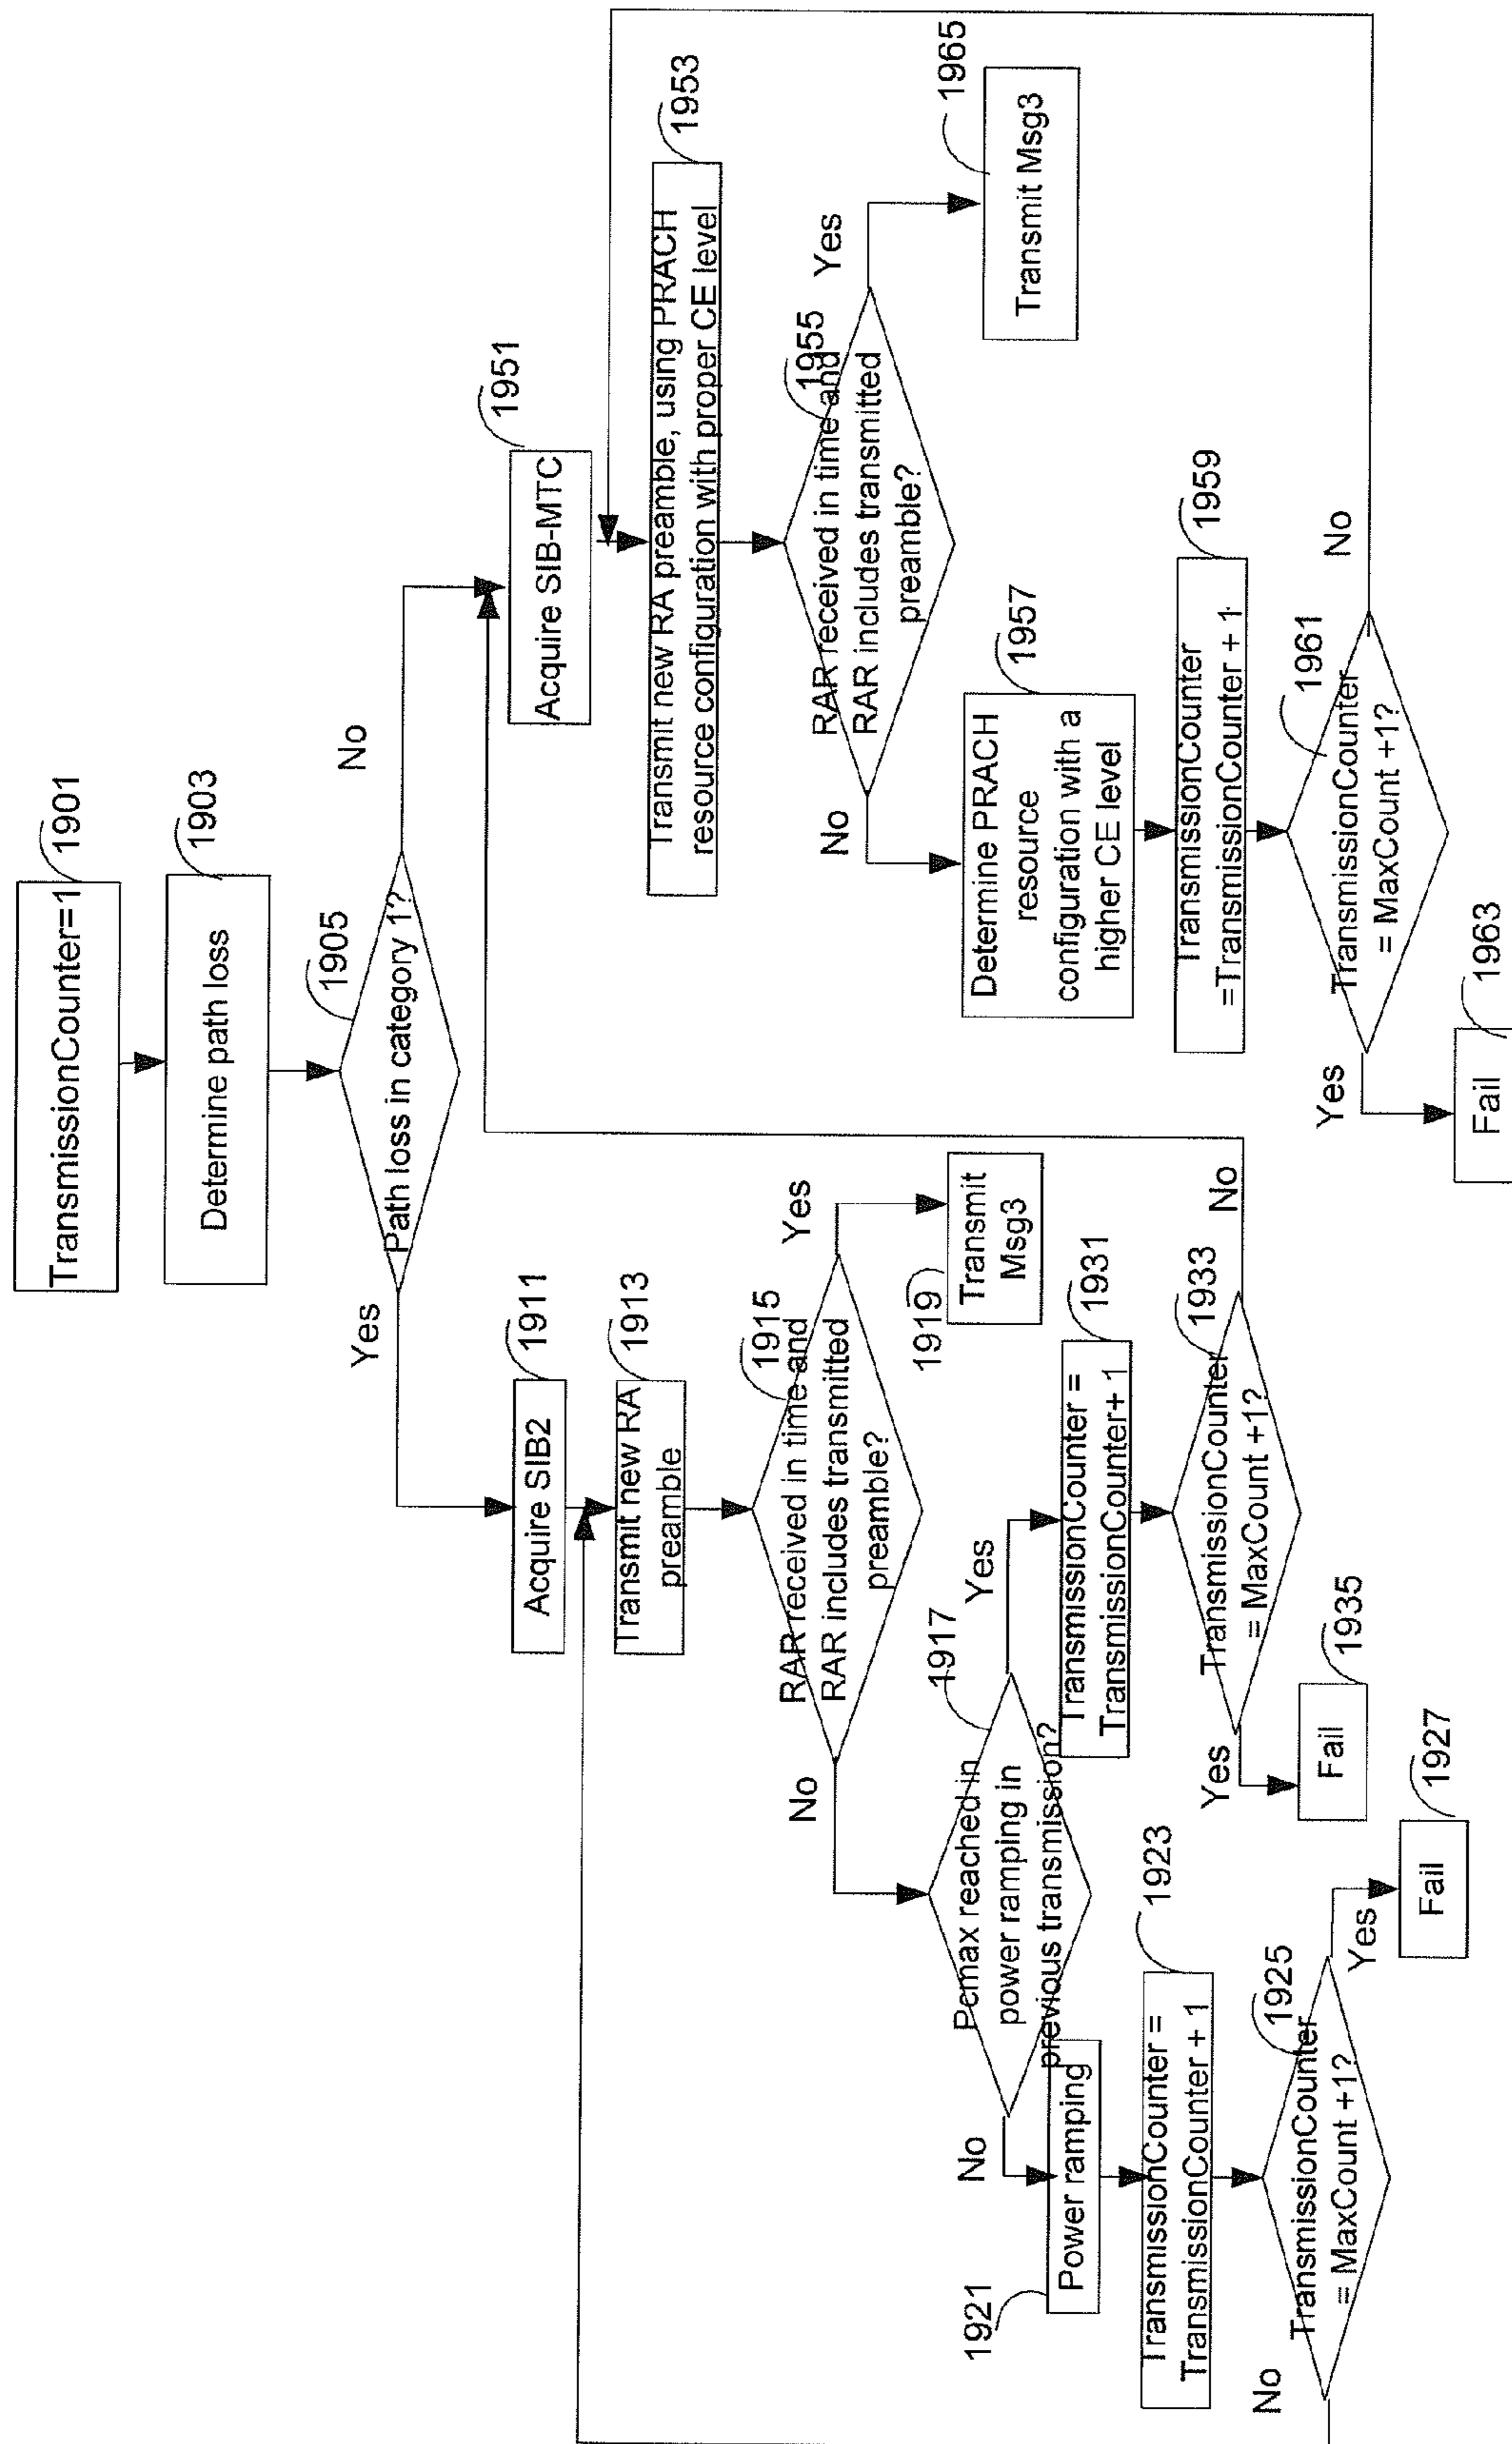 TransmissionCounter=1
1901
Determine path loss
1903
Path loss in category 1?
1905
Yes
No
Acquire SIB2
1911
Transmit new RA
preamble
1913
RAR received in time and
RAR includes transmitted
preamble?
1915
Yes
No
Transmit
Msg3
1919
Pcmax reached in
power ramping in
previous transmission?
1917
No
Yes
Power ramping
1921
TransmissionCounter =
TransmissionCounter + 1
1923
TransmissionCounter
= MaxCount +1?
1925
No
Yes
Fail
1927
TransmissionCounter =
TransmissionCounter+ 1
1931
TransmissionCounter
= MaxCount +1?
1933
Yes
No
Fail
1935
Acquire SIB-MTC
1951
Transmit new RA preamble, using PRACH
resource configuration with proper CE level
1953
RAR received in time and
RAR includes transmitted
preamble?
1955
No
Yes
Transmit Msg3
1965
Determine PRACH
resource
configuration with a
higher CE level
1957
TransmissionCounter
=TransmissionCounter + 1
1959
TransmissionCounter
= MaxCount +1?
1961
Yes
No
Fail
1963